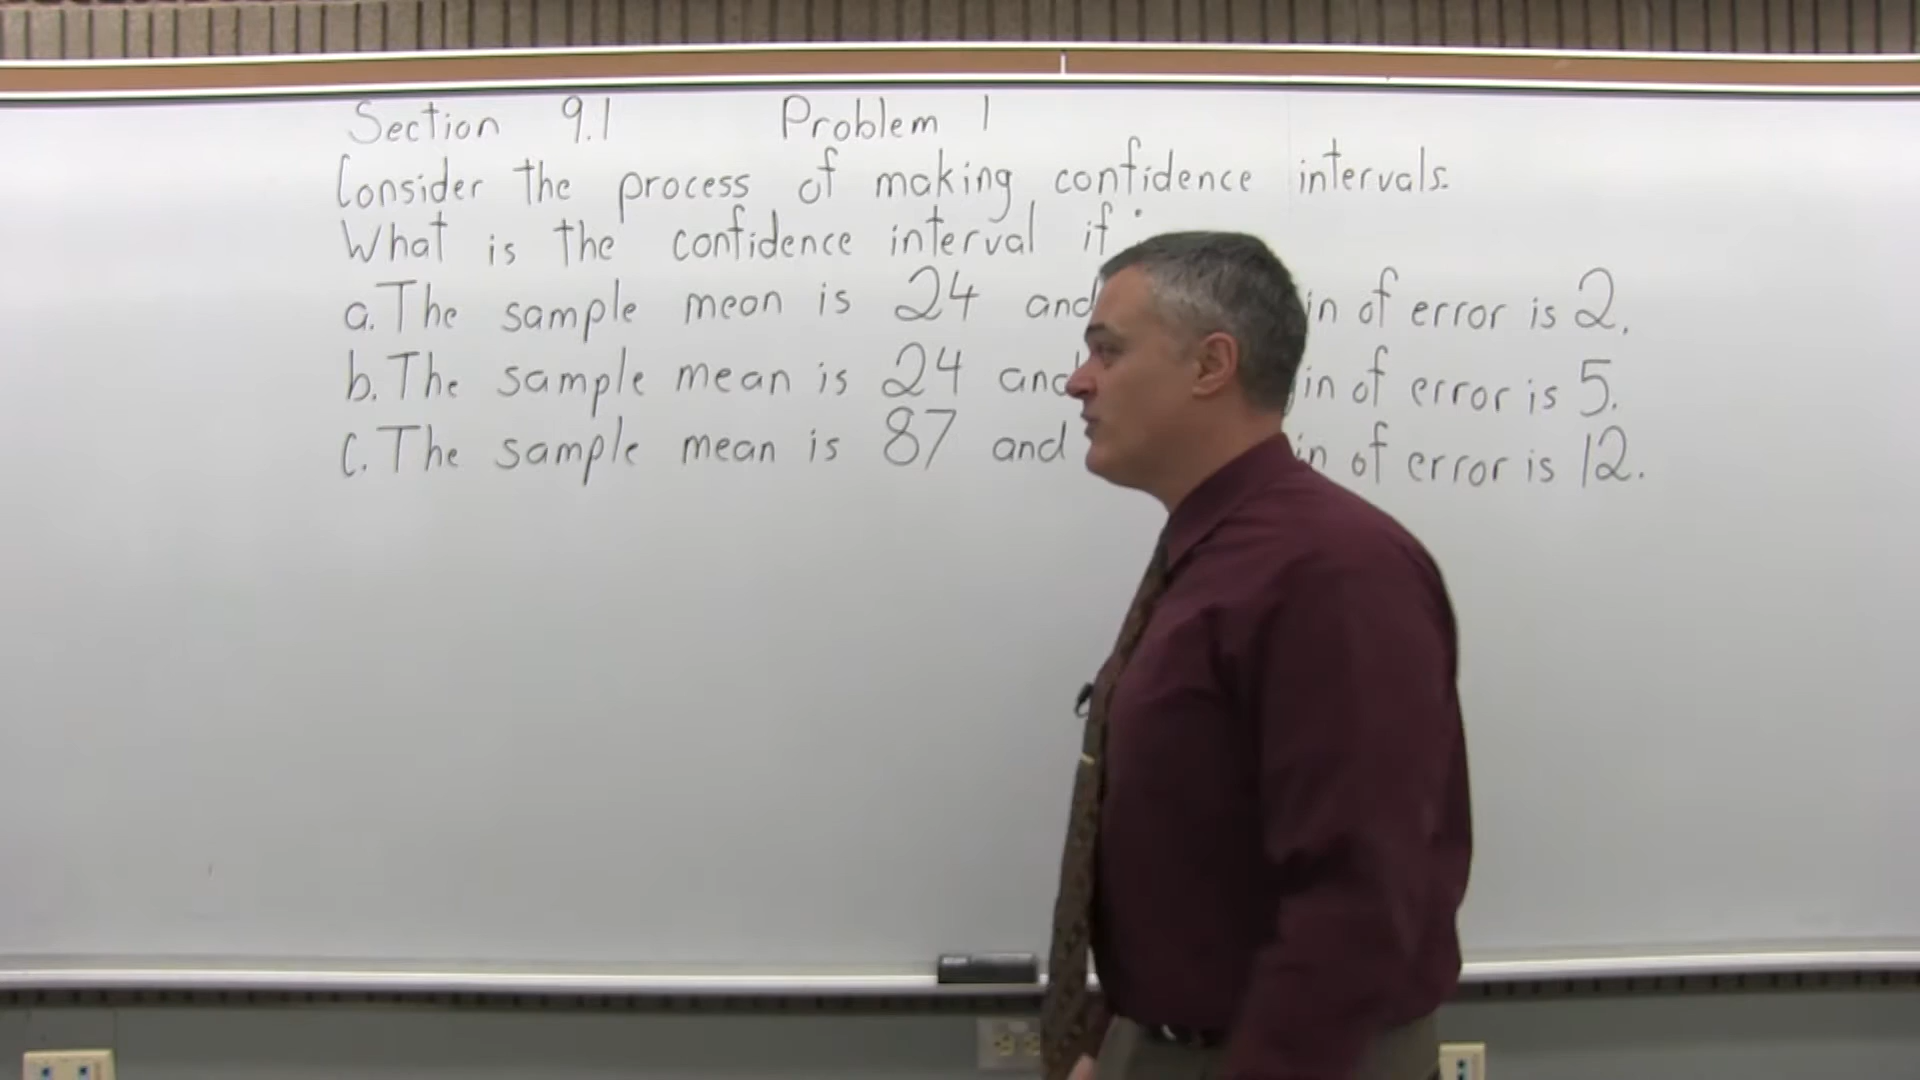 Section 9.1 Problem 1
Consider the process of making confidence intervals.
What is the confidence interval if:
a. The sample mean is 24 and in of error is 2.
b. The sample mean is 24 and in of error is 5.
c. The sample mean is 87 and in of error is 12.